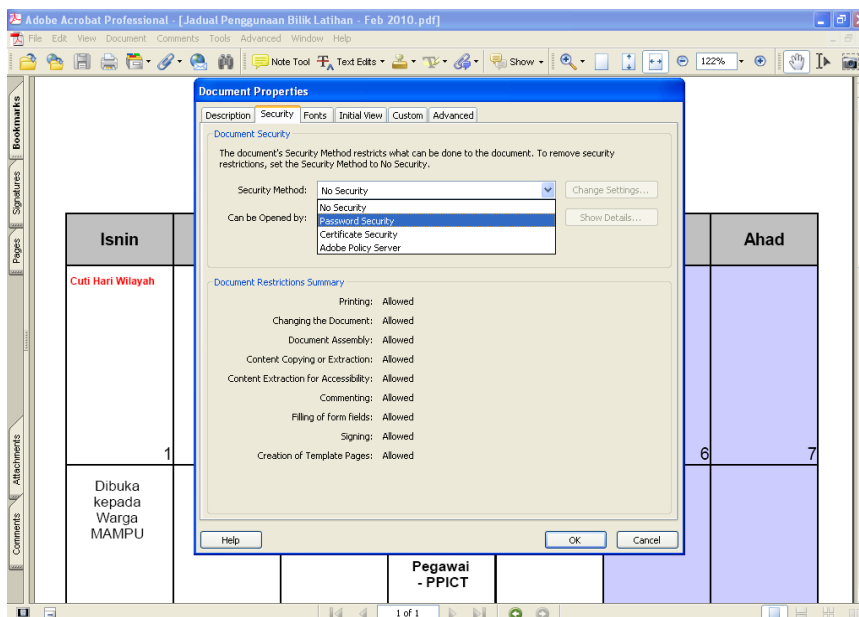 Adobe Acrobat Professional - [Jadual Penggunaan Bilik Latihan - Feb 2010.pdf]
File Edit View Document Comments Tools Advanced Window Help
Note Tool Text Edits Show 122%
Bookmarks
Signatures
Pages
Attachments
Comments
Document Properties
Description Security Fonts Initial View Custom Advanced
Document Security
The document's Security Method restricts what can be done to the document. To remove security
restrictions, set the Security Method to No Security.
Security Method: No Security Change Settings...
No Security
Can be Opened by: Password Security Show Details...
Certificate Security
Adobe Policy Server
Document Restrictions Summary
Printing: Allowed
Changing the Document: Allowed
Document Assembly: Allowed
Content Copying or Extraction: Allowed
Content Extraction for Accessibility: Allowed
Commenting: Allowed
Filling of form fields: Allowed
Signing: Allowed
Creation of Template Pages: Allowed
Help OK Cancel
Isnin Ahad
Cuti Hari Wilayah
1 6 7
Dibuka
kepada
Warga
MAMPU
Pegawai
- PPICT
1 of 1